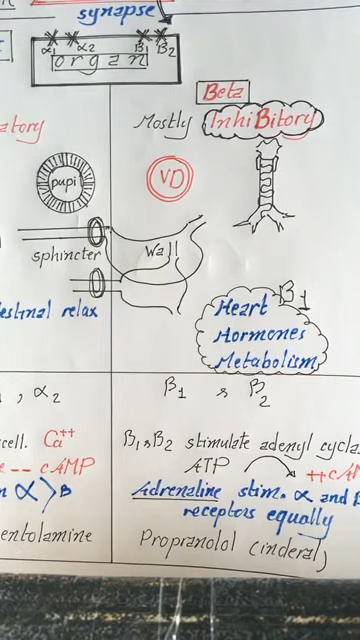 synapse
α1 α2 β1 β2
organ
Beta
Mostly InhiBitory
atory
pupi
VD
sphincter
Wall
estinal relax
β1
Heart
Hormones
Metabolism
, α2
β1 & β2
cell. Ca++
β1 & β2 stimulate adenyl cycla
-- cAMP
ATP ++cA
α > β
Adrenaline stim. α and β
receptors equally
entolamine
Propranolol (inderal)